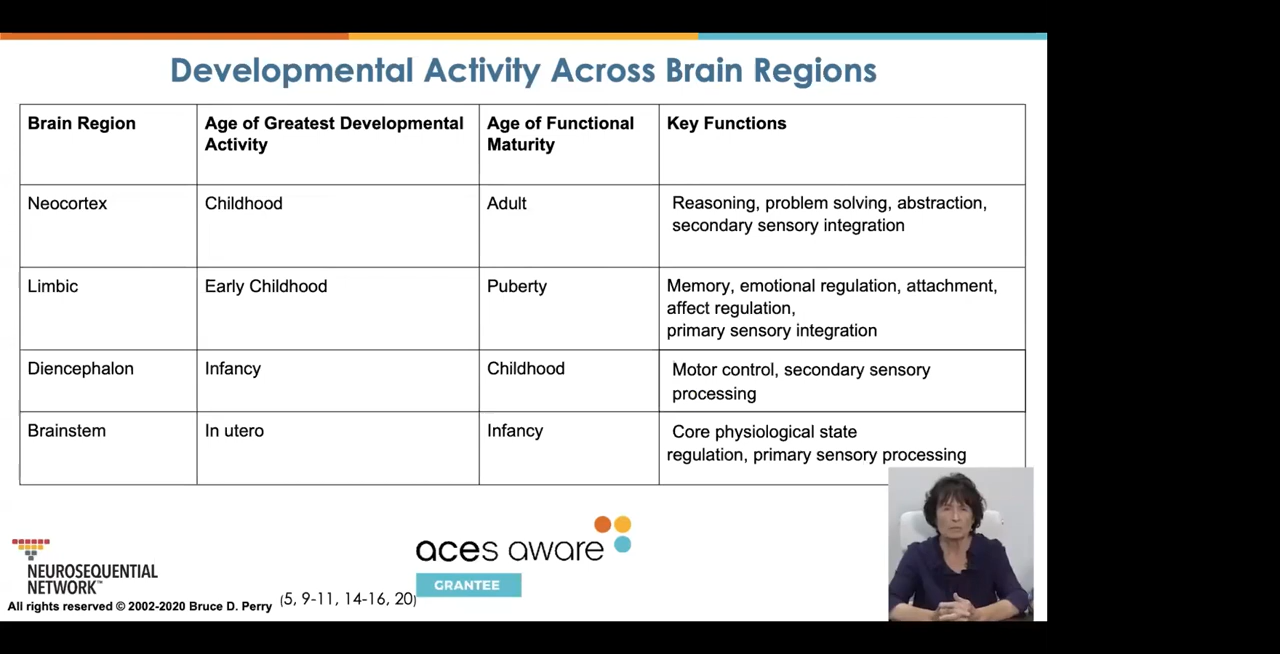 Developmental Activity Across Brain Regions
Brain Region
Age of Greatest Developmental
Activity
Age of Functional
Maturity
Key Functions
Neocortex
Childhood
Adult
Reasoning, problem solving, abstraction,
secondary sensory integration
Limbic
Early Childhood
Puberty
Memory, emotional regulation, attachment,
affect regulation,
primary sensory integration
Diencephalon
Infancy
Childhood
Motor control, secondary sensory
processing
Brainstem
In utero
Infancy
Core physiological state
regulation, primary sensory processing
NEUROSEQUENTIAL
NETWORK™
All rights reserved © 2002-2020 Bruce D. Perry
(5, 9-11, 14-16, 20)
aces aware
GRANTEE